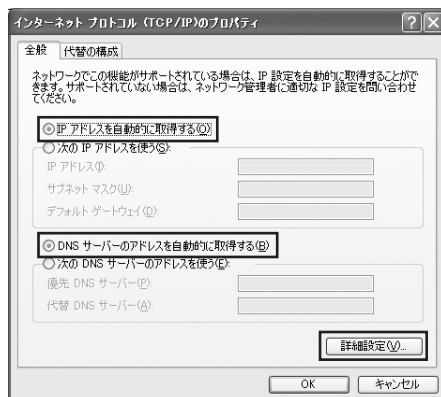 インターネット プロトコル (TCP/IP)のプロパティ
全般
代替の構成
ネットワークでこの機能がサポートされている場合は、IP 設定を自動的に取得することがで
きます。サポートされていない場合は、ネットワーク管理者に適切な IP 設定を問い合わせ
てください。
IP アドレスを自動的に取得する(O)
次の IP アドレスを使う(S):
IP アドレス(I):
サブネット マスク(U):
デフォルト ゲートウェイ(D):
DNS サーバーのアドレスを自動的に取得する(B)
次の DNS サーバーのアドレスを使う(E):
優先 DNS サーバー(P):
代替 DNS サーバー(A):
詳細設定(V)...
OK
キャンセル